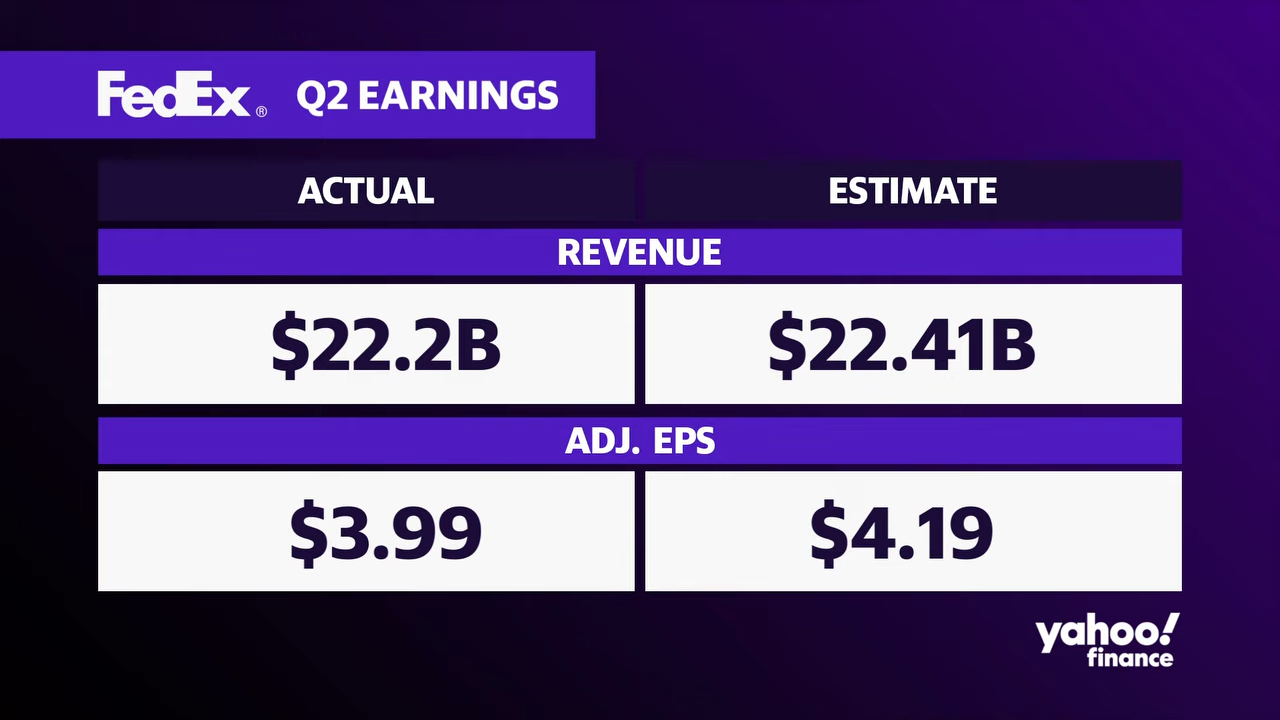 FedEx® Q2 EARNINGS
ACTUAL ESTIMATE
REVENUE
$22.2B $22.41B
ADJ. EPS
$3.99 $4.19
yahoo!
finance